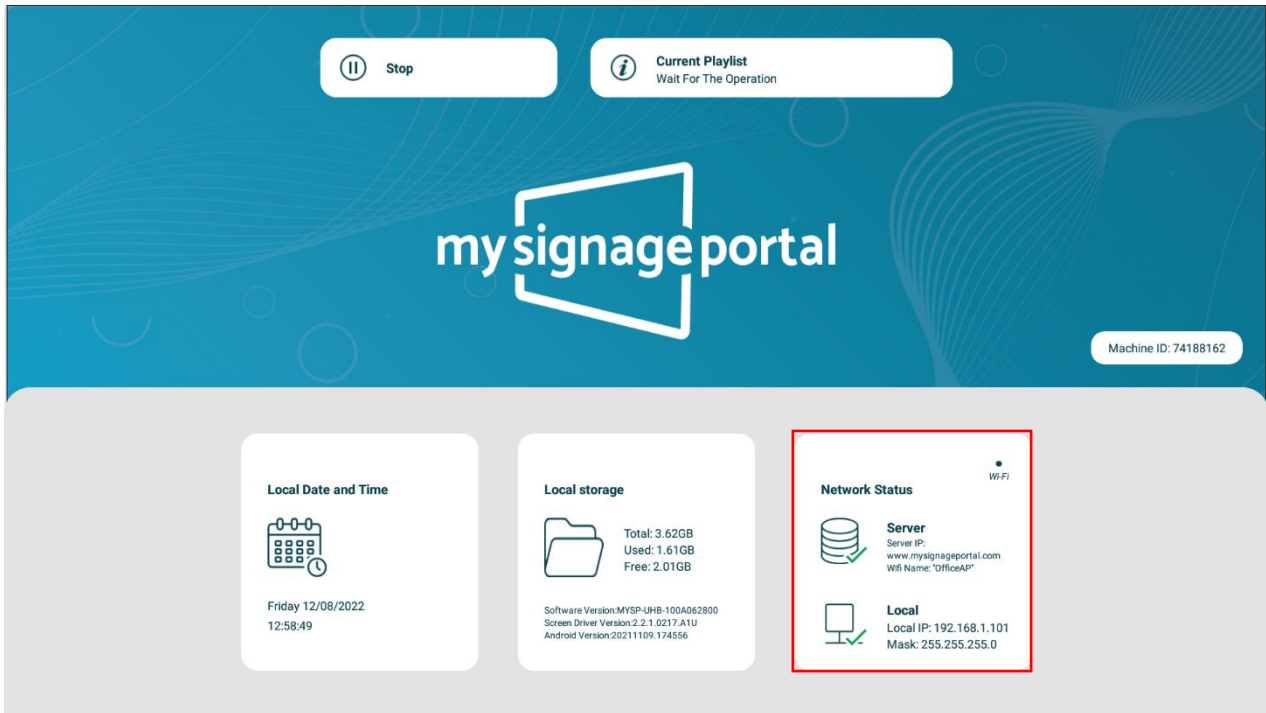 Stop
Current Playlist
Wait For The Operation
my signage portal
Machine ID: 74188162
Local Date and Time
Friday 12/08/2022
12:58:49
Local storage
Total: 3.62GB
Used: 1.61GB
Free: 2.01GB
Software Version:MYSP-UHB-100A062800
Screen Driver Version:2.2.1.0217.A1U
Android Version:20211109.174556
Wi-Fi
Network Status
Server
Server IP:
www.mysignageportal.com
Wifi Name: "OfficeAP"
Local
Local IP: 192.168.1.101
Mask: 255.255.255.0